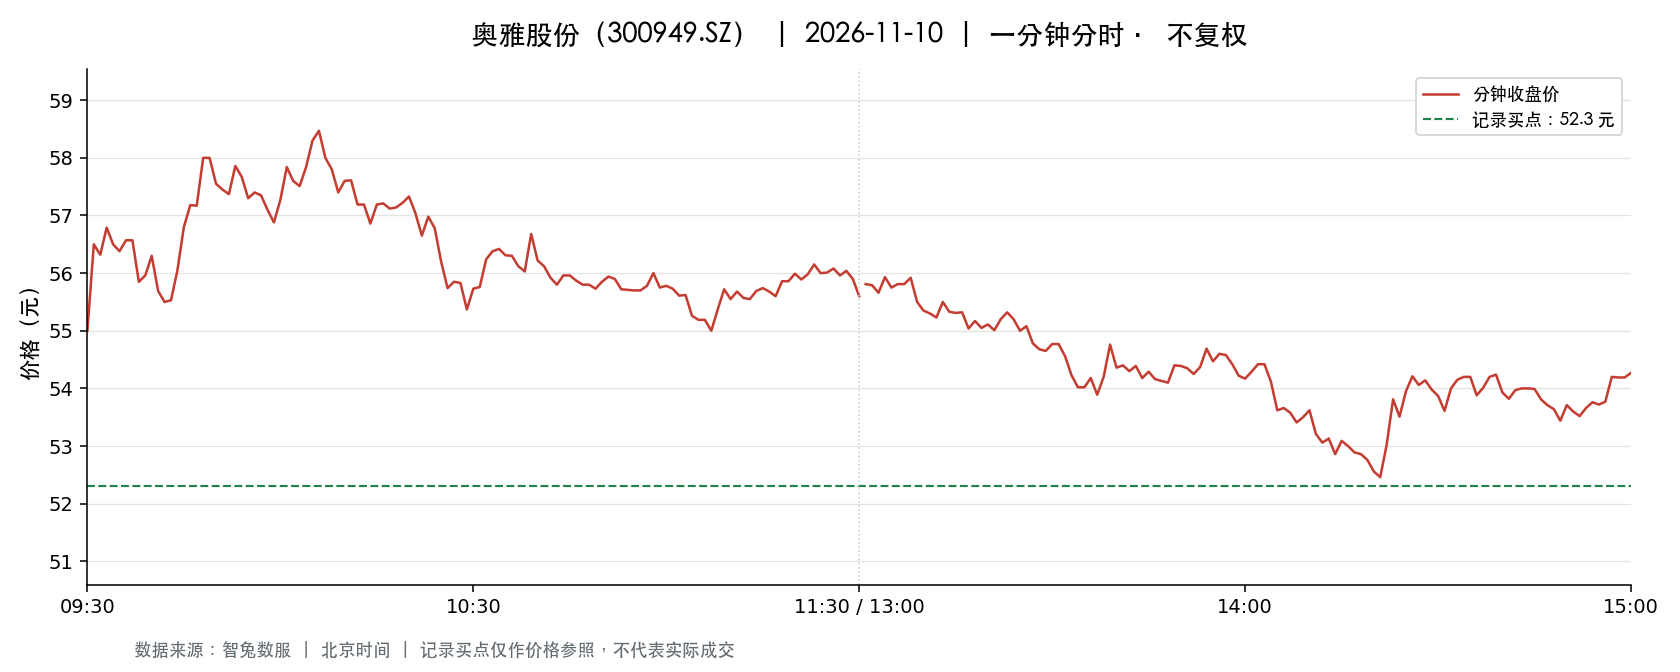 奥雅股份（300949.SZ） | 2026-11-10 | 一分钟分时 · 不复权
分钟收盘价
记录买点：52.3 元
价格（元）
59
58
57
56
55
54
53
52
51
09:30
10:30
11:30 / 13:00
14:00
15:00
数据来源：智兔数服 | 北京时间 | 记录买点仅作价格参照，不代表实际成交